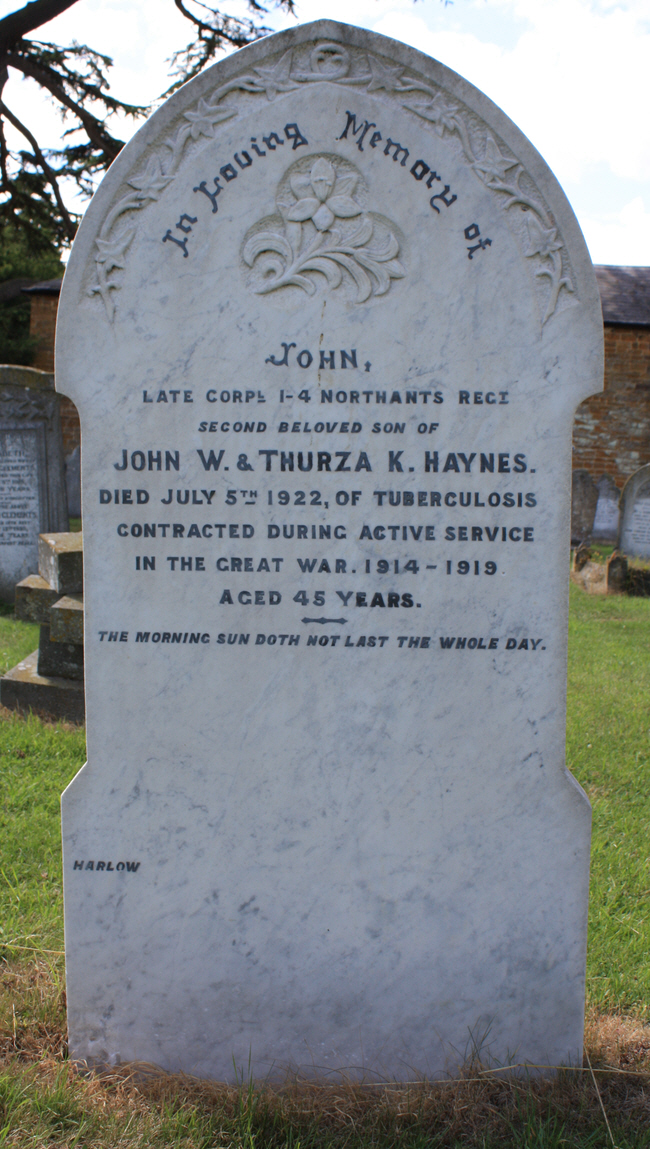 In Loving Memory of
JOHN,
LATE CORPL 1-4 NORTHANTS REGT
SECOND BELOVED SON OF
JOHN W. & THURZA K. HAYNES.
DIED JULY 5TH 1922, OF TUBERCULOSIS
CONTRACTED DURING ACTIVE SERVICE
IN THE GREAT WAR. 1914-1919
AGED 45 YEARS.
THE MORNING SUN DOTH NOT LAST THE WHOLE DAY.
HARLOW
CLEMENTS